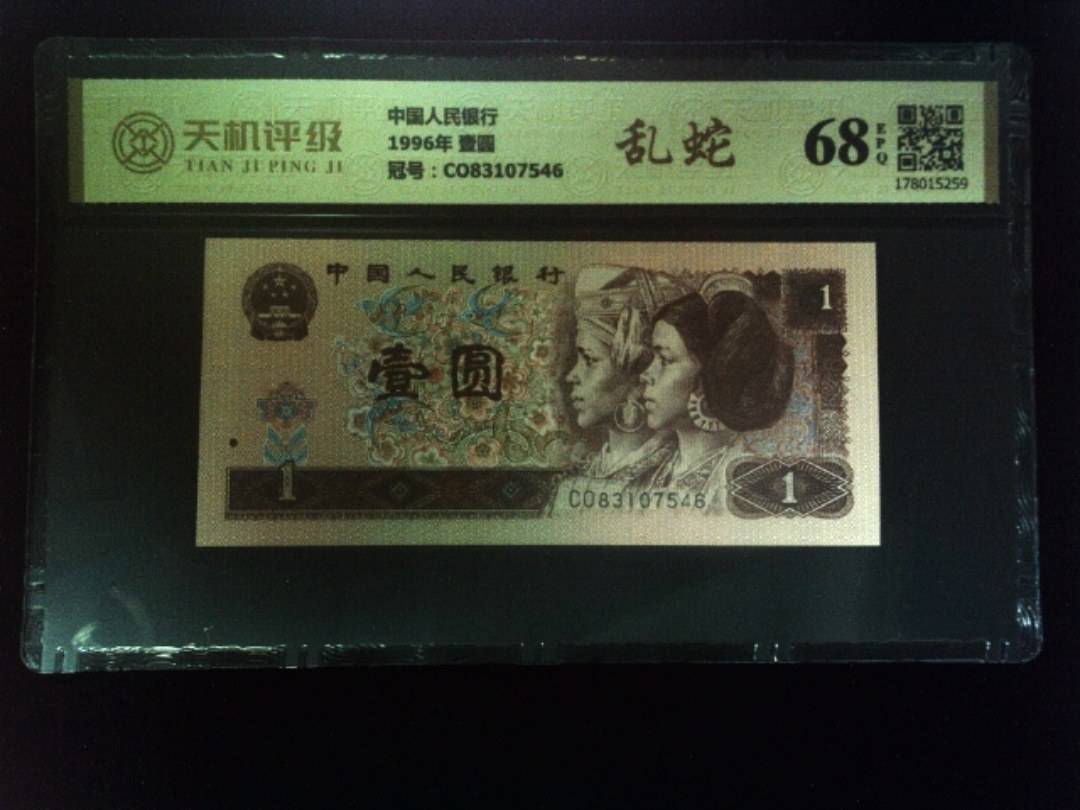 天机评级
TIAN JI PING JI
中国人民银行
1996年 壹圆
冠号：CO83107546
乱蛇
68
EPQ
178015259
中国人民银行
1
壹圆
1
CO83107546
1